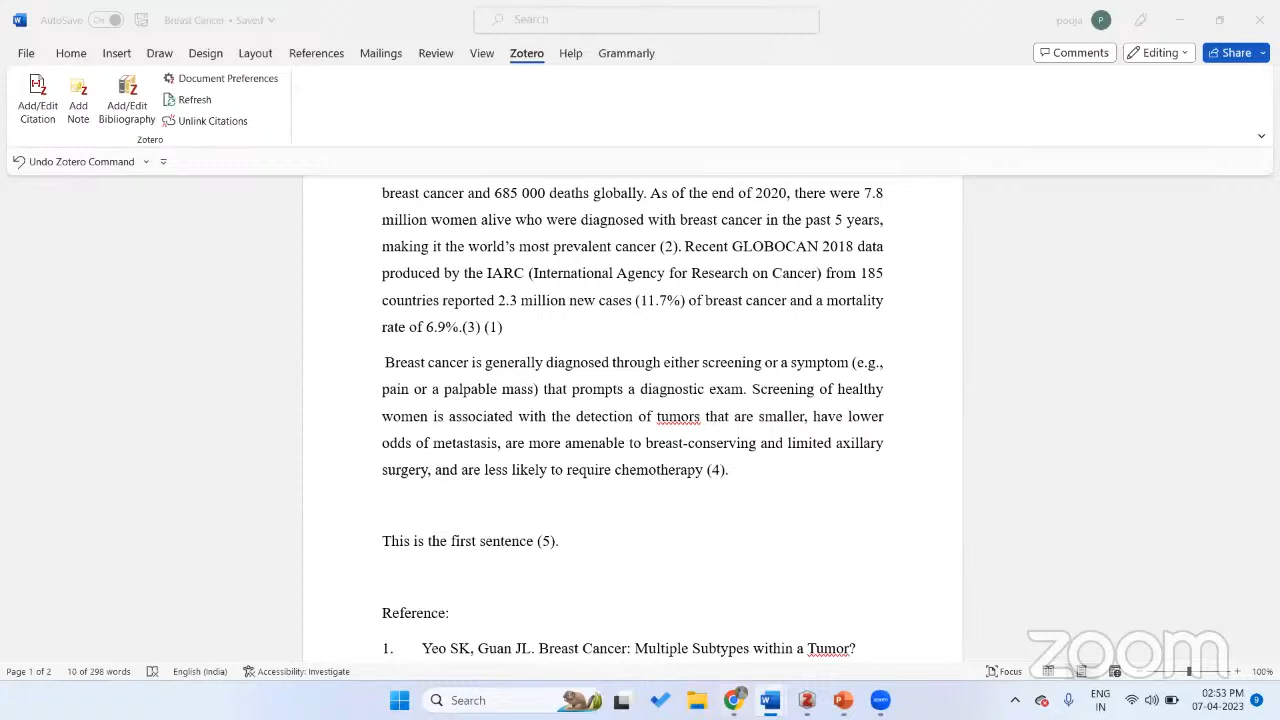 AutoSave On Breast Cancer • Saved Search pooja P
File Home Insert Draw Design Layout References Mailings Review View Zotero Help Grammarly Comments Editing Share
Add/Edit Citation
Add Note
Add/Edit Bibliography
Document Preferences
Refresh
Unlink Citations
Zotero
Undo Zotero Command
breast cancer and 685 000 deaths globally. As of the end of 2020, there were 7.8
million women alive who were diagnosed with breast cancer in the past 5 years,
making it the world's most prevalent cancer (2). Recent GLOBOCAN 2018 data
produced by the IARC (International Agency for Research on Cancer) from 185
countries reported 2.3 million new cases (11.7%) of breast cancer and a mortality
rate of 6.9%.(3) (1)
Breast cancer is generally diagnosed through either screening or a symptom (e.g.,
pain or a palpable mass) that prompts a diagnostic exam. Screening of healthy
women is associated with the detection of tumors that are smaller, have lower
odds of metastasis, are more amenable to breast-conserving and limited axillary
surgery, and are less likely to require chemotherapy (4).
This is the first sentence (5).
Reference:
1. Yeo SK, Guan JL. Breast Cancer: Multiple Subtypes within a Tumor?
zoom
Page 1 of 2 10 of 298 words English (India) Accessibility: Investigate Focus 100%
Search
ENG
IN
02:53 PM
07-04-2023
9